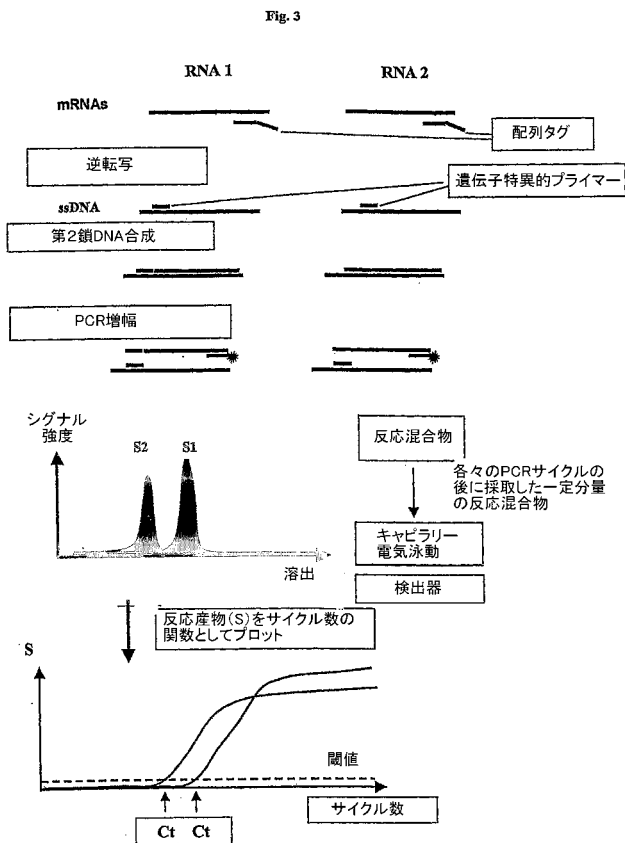 Fig. 3
RNA 1
RNA 2
mRNAs
配列タグ
逆転写
遺伝子特異的プライマー
ssDNA
第2鎖DNA合成
PCR増幅
シグナル
強度
S2
S1
反応混合物
各々のPCRサイクルの
後に採取した一定分量
の反応混合物
キャピラリー
電気泳動
溶出
検出器
反応産物(S)をサイクル数の
関数としてプロット
S
閾値
サイクル数
Ct
Ct